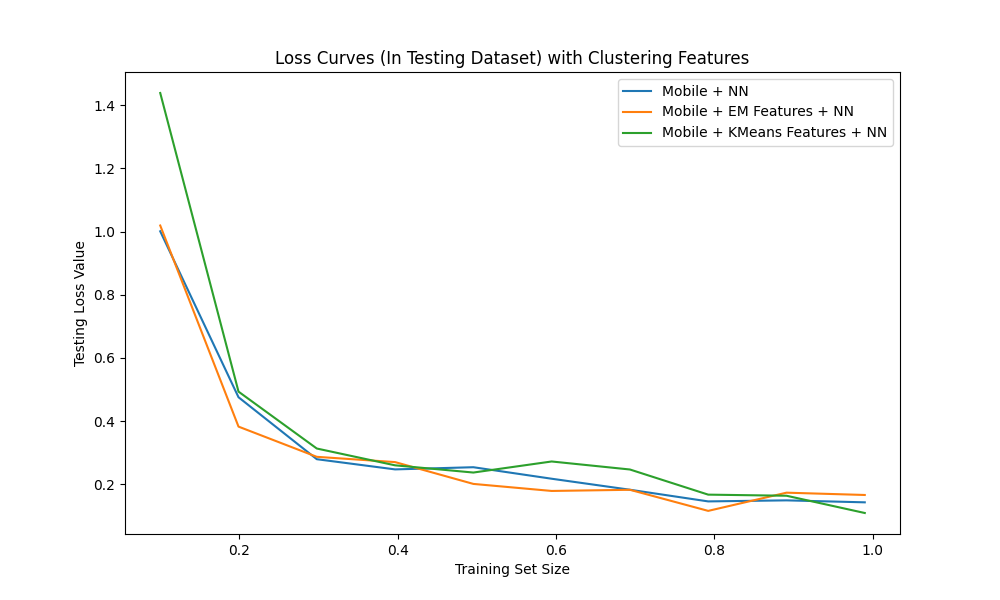 Loss Curves (In Testing Dataset) with Clustering Features
Mobile + NN
Mobile + EM Features + NN
Mobile + KMeans Features + NN
Testing Loss Value
1.4
1.2
1.0
0.8
0.6
0.4
0.2
0.2
0.4
0.6
0.8
1.0
Training Set Size